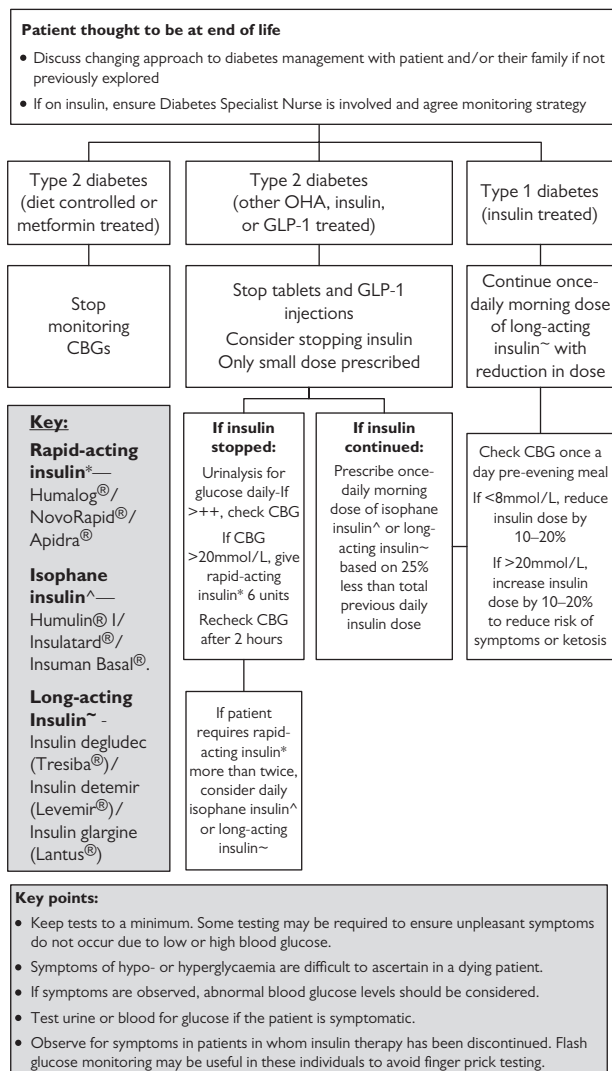 Patient thought to be at end of life
• Discuss changing approach to diabetes management with patient and/or their family if not
previously explored
• If on insulin, ensure Diabetes Specialist Nurse is involved and agree monitoring strategy
Type 2 diabetes
(diet controlled or
metformin treated)
Type 2 diabetes
(other OHA, insulin,
or GLP-1 treated)
Type 1 diabetes
(insulin treated)
Stop
monitoring
CBGs
Stop tablets and GLP-1
injections
Consider stopping insulin
Only small dose prescribed
Continue once-
daily morning dose
of long-acting
insulin~ with
reduction in dose
Key:
Rapid-acting
insulin*—
Humalog®/
NovoRapid®/
Apidra®
Isophane
insulin^—
Humulin® I/
Insulatard®/
Insuman Basal®.
Long-acting
Insulin~ -
Insulin degludec
(Tresiba®)/
Insulin detemir
(Levemir®)/
Insulin glargine
(Lantus®)
If insulin
stopped:
Urinalysis for
glucose daily-If
>++, check CBG
If CBG
>20mmol/L, give
rapid-acting
insulin* 6 units
Recheck CBG
after 2 hours
If insulin
continued:
Prescribe once-
daily morning
dose of isophane
insulin^ or long-
acting insulin~
based on 25%
less than total
previous daily
insulin dose
Check CBG once a
day pre-evening meal
If <8mmol/L, reduce
insulin dose by
10–20%
If >20mmol/L,
increase insulin
dose by 10–20%
to reduce risk of
symptoms or ketosis
If patient
requires rapid-
acting insulin*
more than twice,
consider daily
isophane insulin^
or long-acting
insulin~
Key points:
• Keep tests to a minimum. Some testing may be required to ensure unpleasant symptoms
do not occur due to low or high blood glucose.
• Symptoms of hypo- or hyperglycaemia are difficult to ascertain in a dying patient.
• If symptoms are observed, abnormal blood glucose levels should be considered.
• Test urine or blood for glucose if the patient is symptomatic.
• Observe for symptoms in patients in whom insulin therapy has been discontinued. Flash
glucose monitoring may be useful in these individuals to avoid finger prick testing.